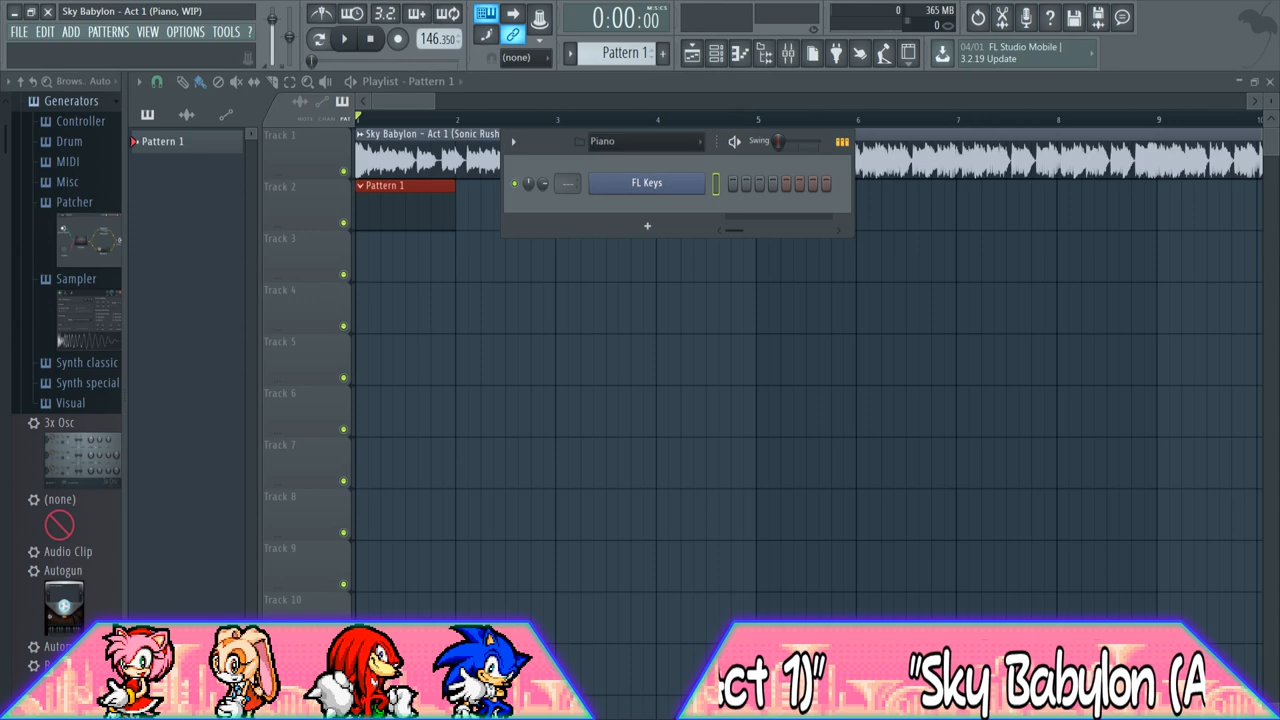 Sky Babylon - Act 1 (Piano, WIP)
FILE EDIT ADD PATTERNS VIEW OPTIONS TOOLS ?
3.2
146.350
(none)
0:00:00
M:S:CS
Pattern 1
0
365 MB
0
04/01 FL Studio Mobile |
3.2.19 Update
Brows.. Auto
Playlist - Pattern 1
Generators
Controller
Drum
MIDI
Misc
Patcher
Sampler
Synth classic
Synth special
Visual
3x Osc
(none)
Audio Clip
Autogun
Pattern 1
NOTE CHAN PAT
2 3 4 5 6 7 8 9
Track 1
Sky Babylon - Act 1 (Sonic Rush
Track 2
Pattern 1
Track 3
Track 4
Track 5
Track 6
Track 7
Track 8
Track 9
Track 10
Piano
Swing
FL Keys
+
ct 1)" "Sky Babylon (A